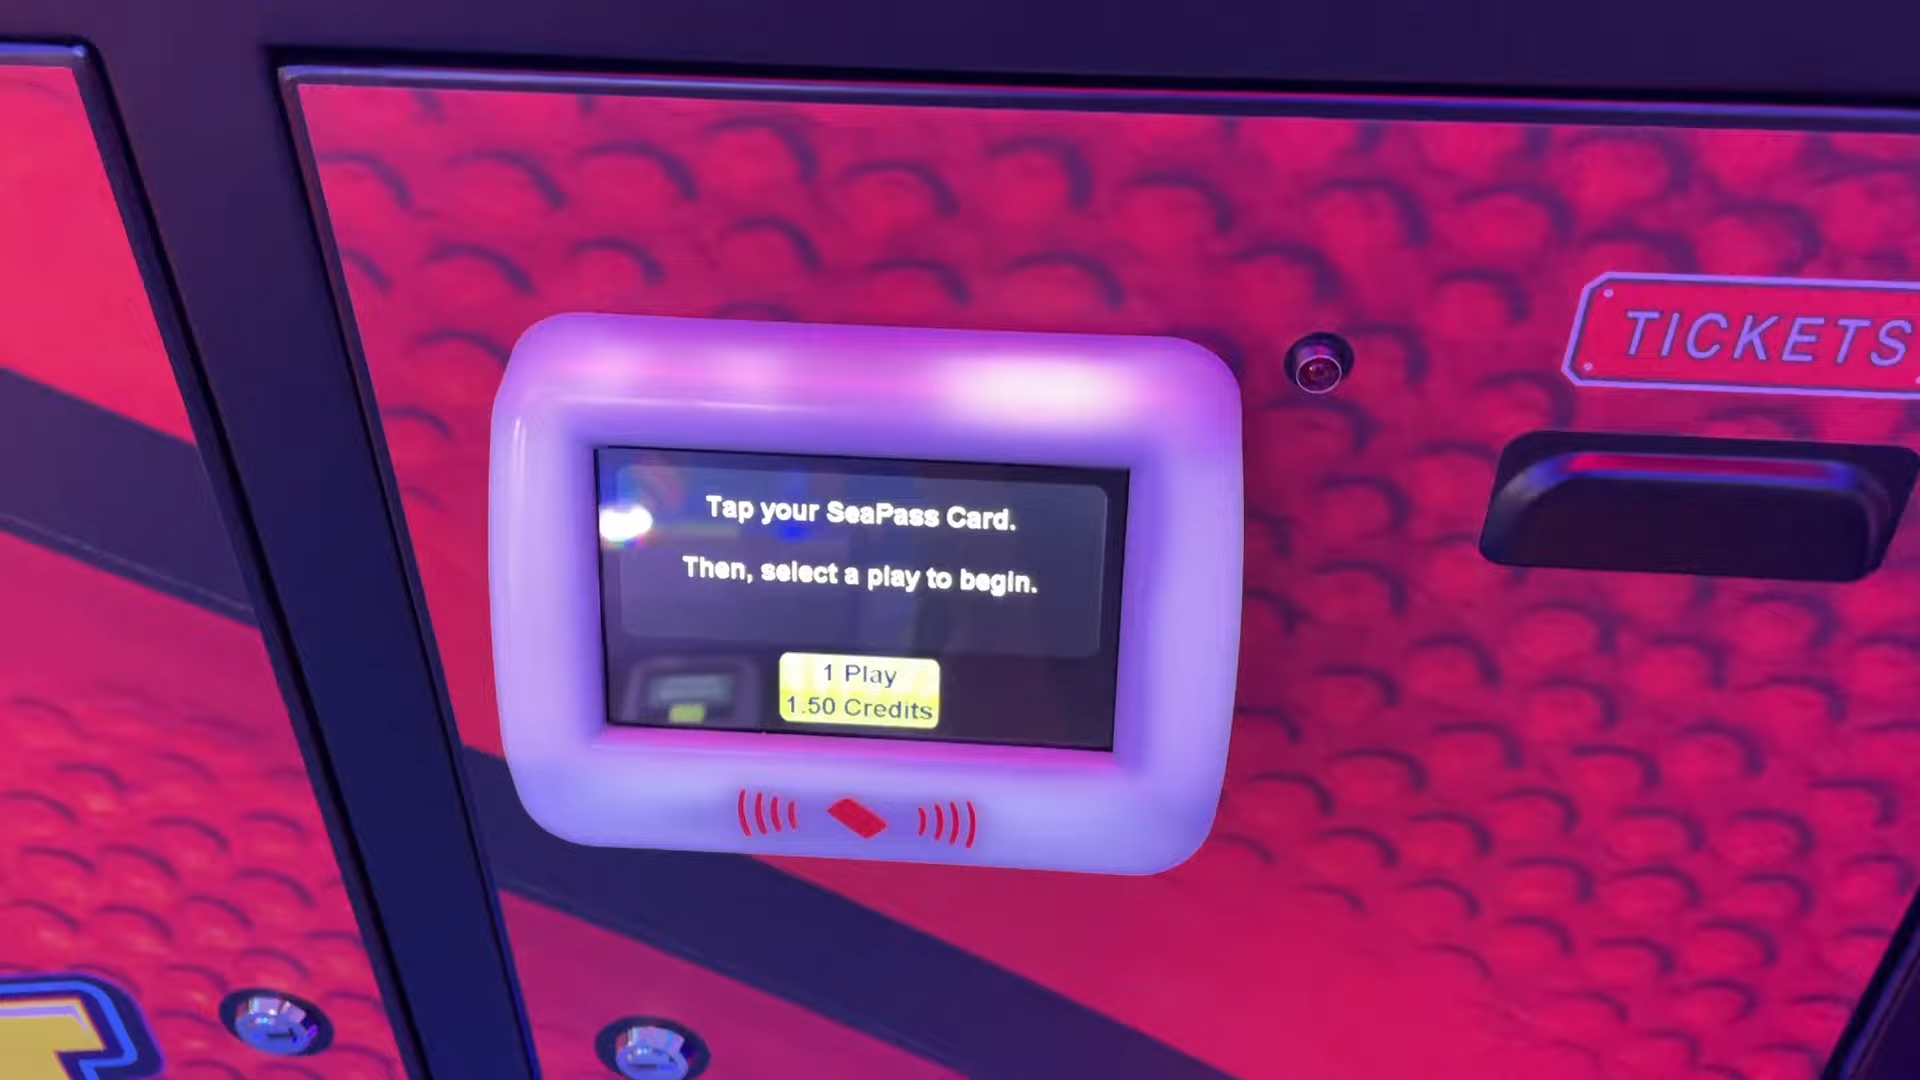 TICKETS
Tap your SeaPass Card.
Then, select a play to begin.
1 Play
1.50 Credits